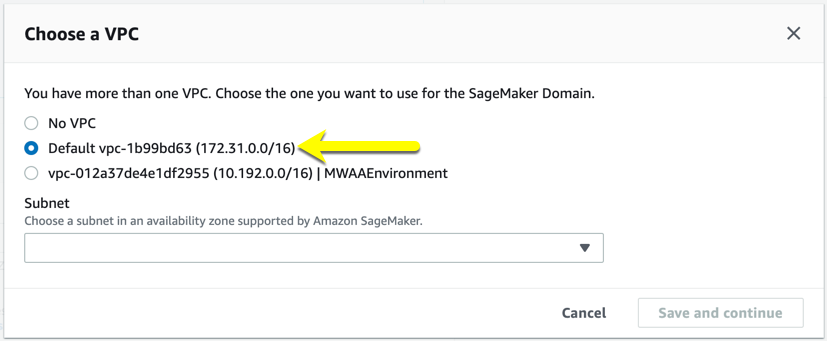 Choose a VPC
You have more than one VPC. Choose the one you want to use for the SageMaker Domain.
No VPC
Default vpc-1b99bd63 (172.31.0.0/16)
vpc-012a37de4e1df2955 (10.192.0.0/16) | MWAAEnvironment
Subnet
Choose a subnet in an availability zone supported by Amazon SageMaker.
Cancel Save and continue